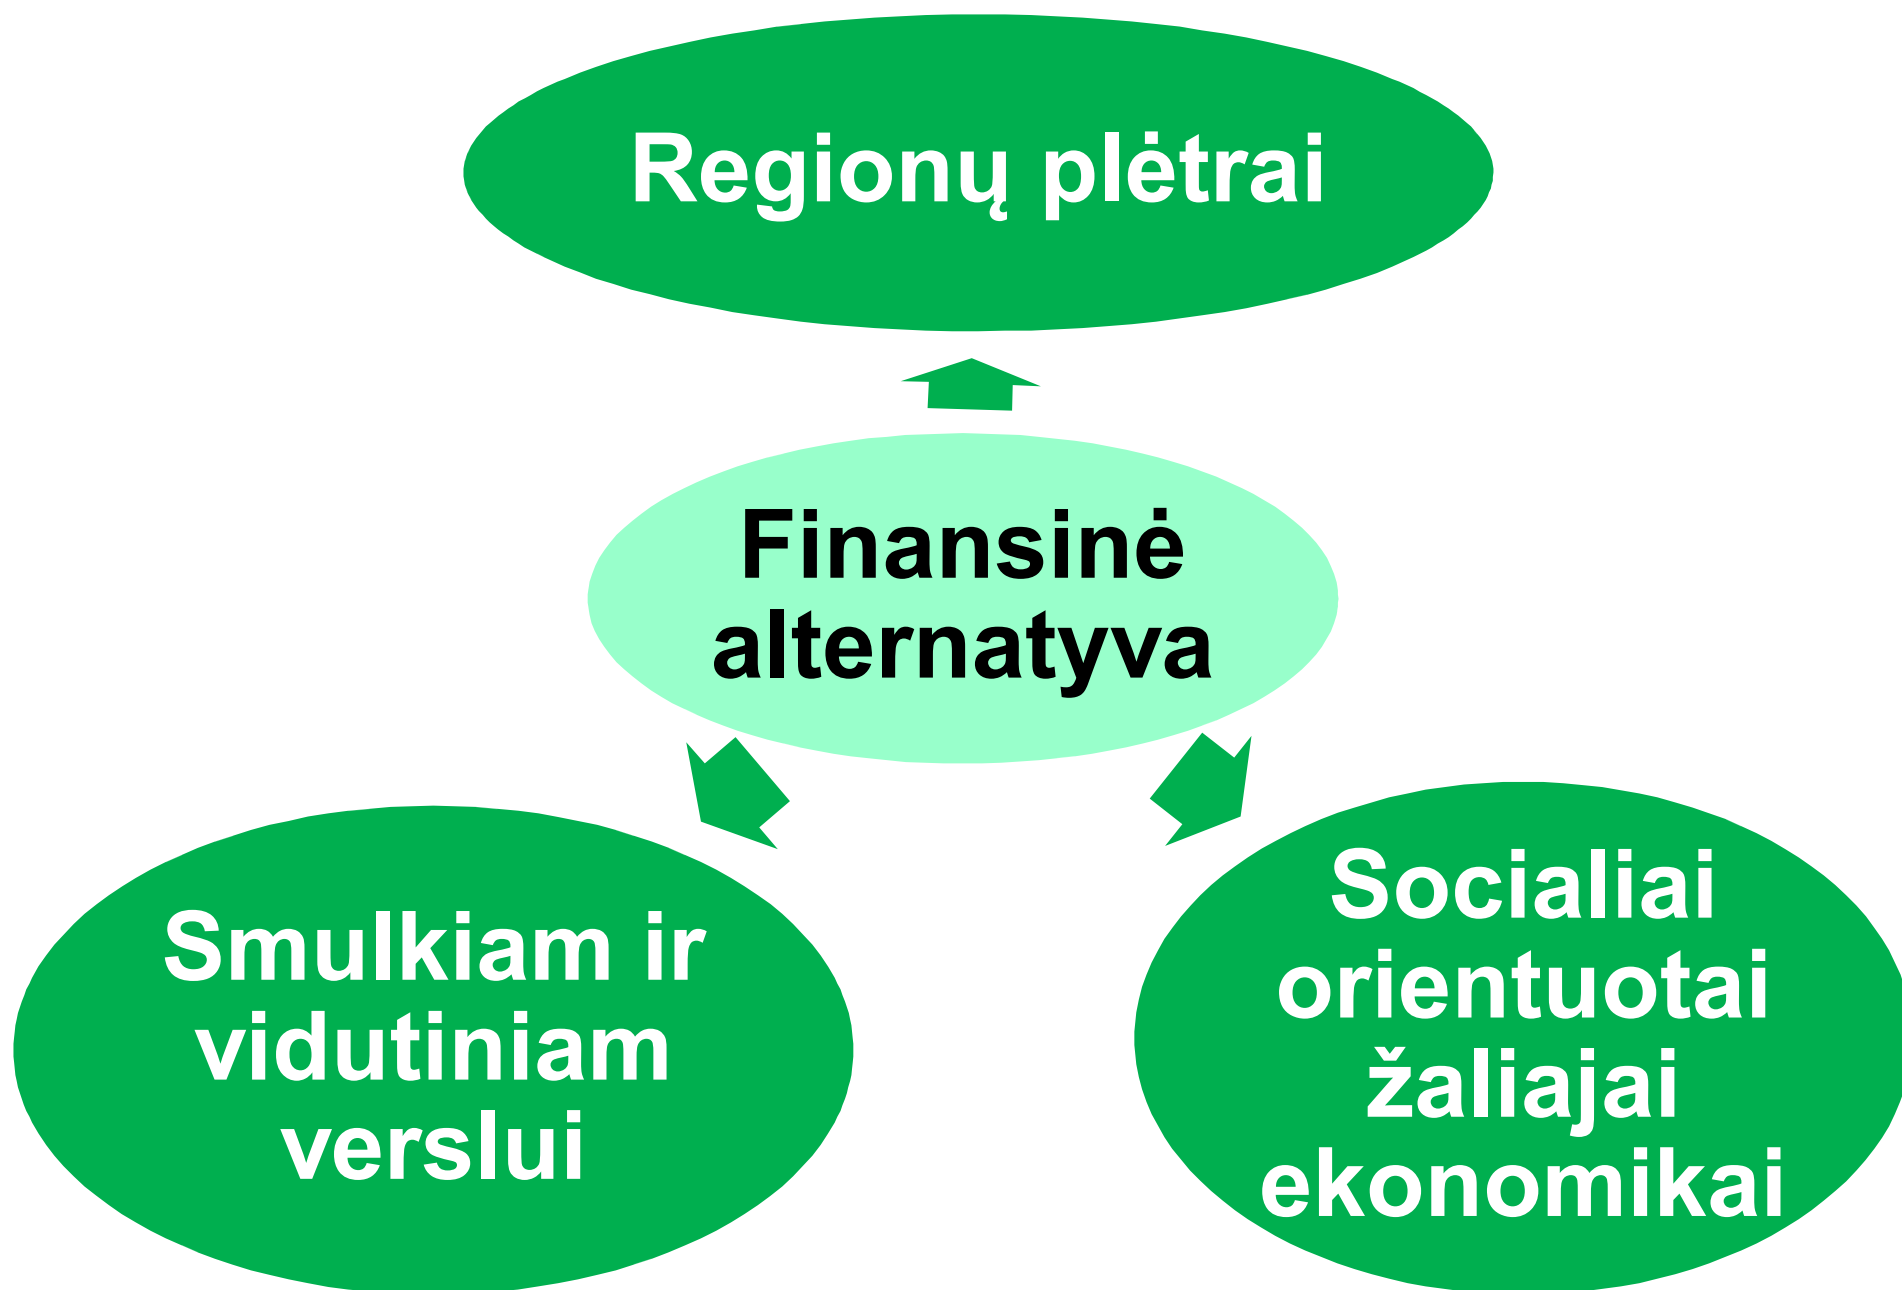 Regionų plėtrai
Finansinė
alternatyva
Smulkiam ir
vidutiniam
verslui
Socialiai
orientuotai
žaliajai
ekonomikai